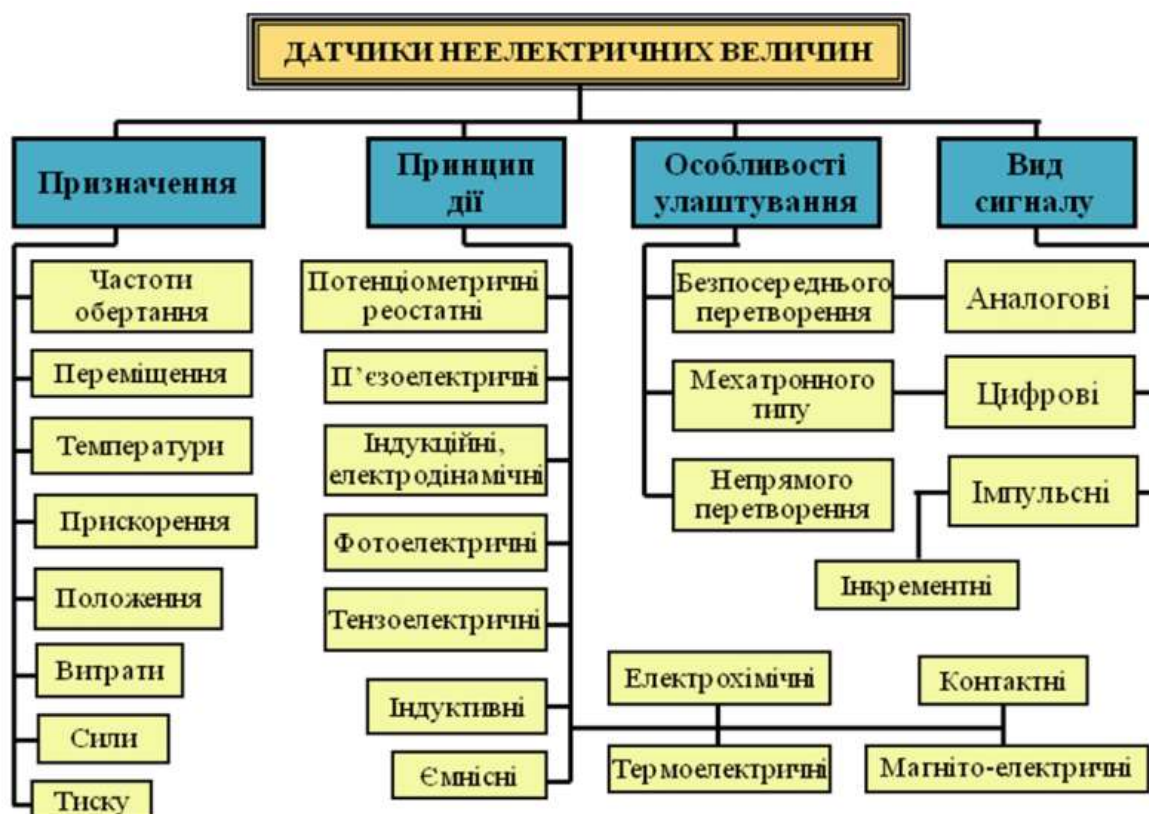 ДАТЧИКИ НЕЕЛЕКТРИЧНИХ ВЕЛИЧИН
Призначення
Частоти
обертання
Переміщення
Температури
Прискорення
Положення
Витрати
Сили
Тиску
Принцип
дії
Потенціометричні
реостатні
П’єзоелектричні
Індукційні,
електродінамічні
Фотоелектричні
Тензоелектричні
Індуктивні
Ємнісні
Електрохімічні
Контактні
Термоелектричні
Магніто-електричні
Особливості
улаштування
Безпосереднього
перетворення
Мехатронного
типу
Непрямого
перетворення
Вид
сигналу
Аналогові
Цифрові
Імпульсні
Інкрементні